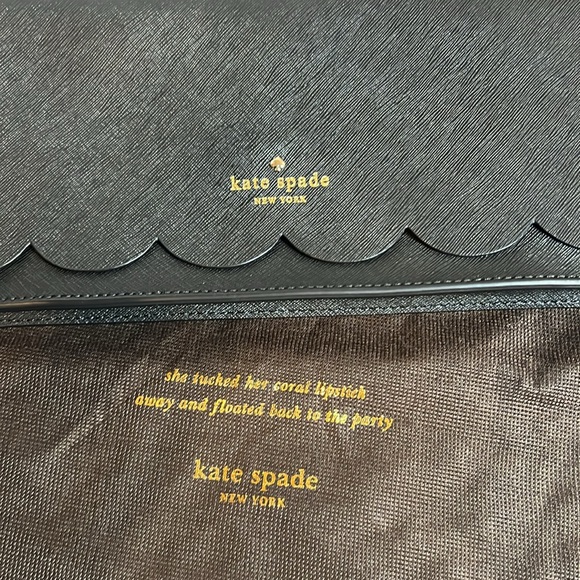 kate spade
NEW YORK
she tucked her coral lipstick
away and floated back to the party
kate spade
NEW YORK